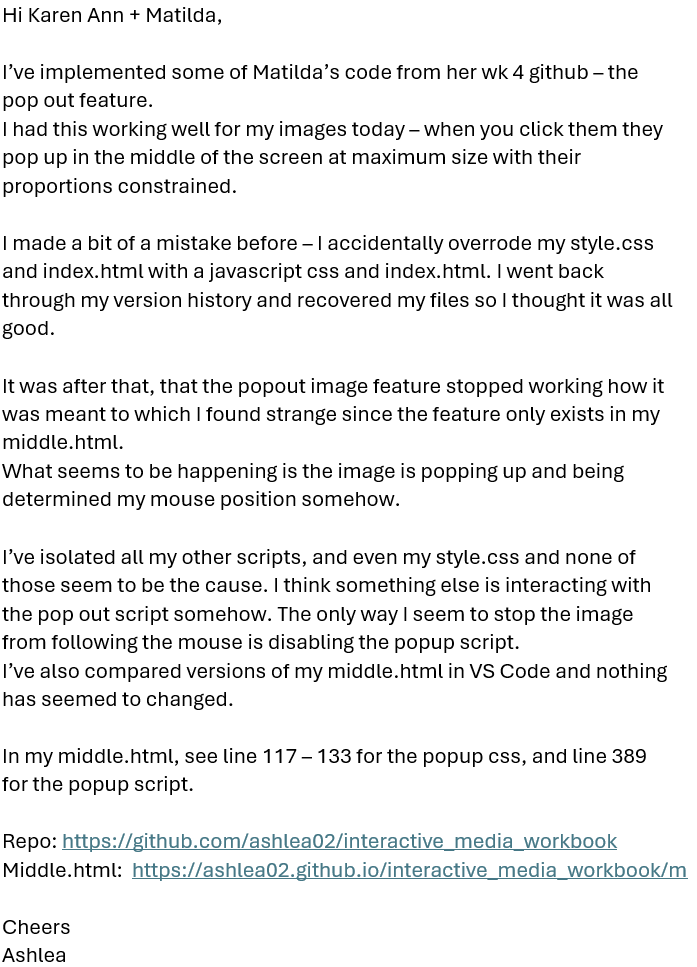 Hi Karen Ann + Matilda,
I’ve implemented some of Matilda’s code from her wk 4 github – the
pop out feature.
I had this working well for my images today – when you click them they
pop up in the middle of the screen at maximum size with their
proportions constrained.
I made a bit of a mistake before – I accidentally overrode my style.css
and index.html with a javascript css and index.html. I went back
through my version history and recovered my files so I thought it was all
good.
It was after that, that the popout image feature stopped working how it
was meant to which I found strange since the feature only exists in my
middle.html.
What seems to be happening is the image is popping up and being
determined my mouse position somehow.
I’ve isolated all my other scripts, and even my style.css and none of
those seem to be the cause. I think something else is interacting with
the pop out script somehow. The only way I seem to stop the image
from following the mouse is disabling the popup script.
I’ve also compared versions of my middle.html in VS Code and nothing
has seemed to changed.
In my middle.html, see line 117 – 133 for the popup css, and line 389
for the popup script.
Repo: https://github.com/ashlea02/interactive_media_workbook
Middle.html: https://ashlea02.github.io/interactive_media_workbook/m
Cheers
Ashlea